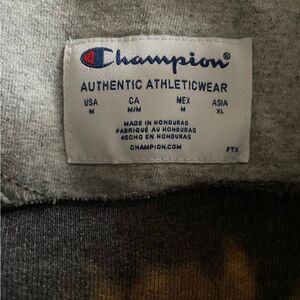 Champion®
AUTHENTIC ATHLETICWEAR
USA CA MEX ASIA
M M/M M XL
MADE IN HONDURAS
FABRIQUÉ AU HONDURAS
HECHO EN HONDURAS
CHAMPION.COM FTX